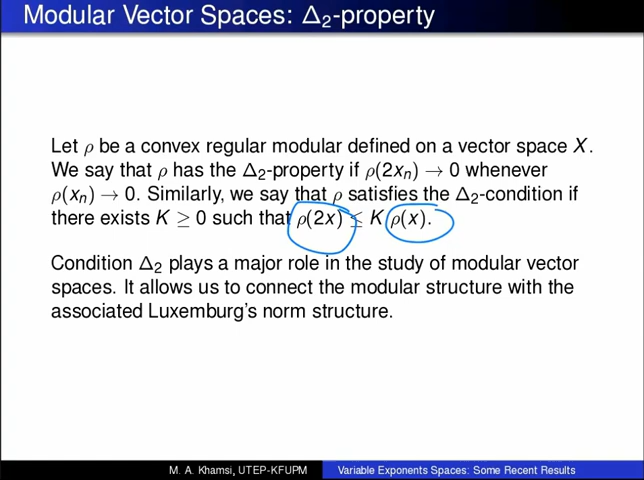 Modular Vector Spaces: Δ₂-property
Let ρ be a convex regular modular defined on a vector space X.
We say that ρ has the Δ₂-property if ρ(2xₙ) → 0 whenever
ρ(xₙ) → 0. Similarly, we say that ρ satisfies the Δ₂-condition if
there exists K ≥ 0 such that ρ(2x) ≤ K ρ(x).
Condition Δ₂ plays a major role in the study of modular vector
spaces. It allows us to connect the modular structure with the
associated Luxemburg's norm structure.
M. A. Khamsi, UTEP-KFUPM Variable Exponents Spaces: Some Recent Results